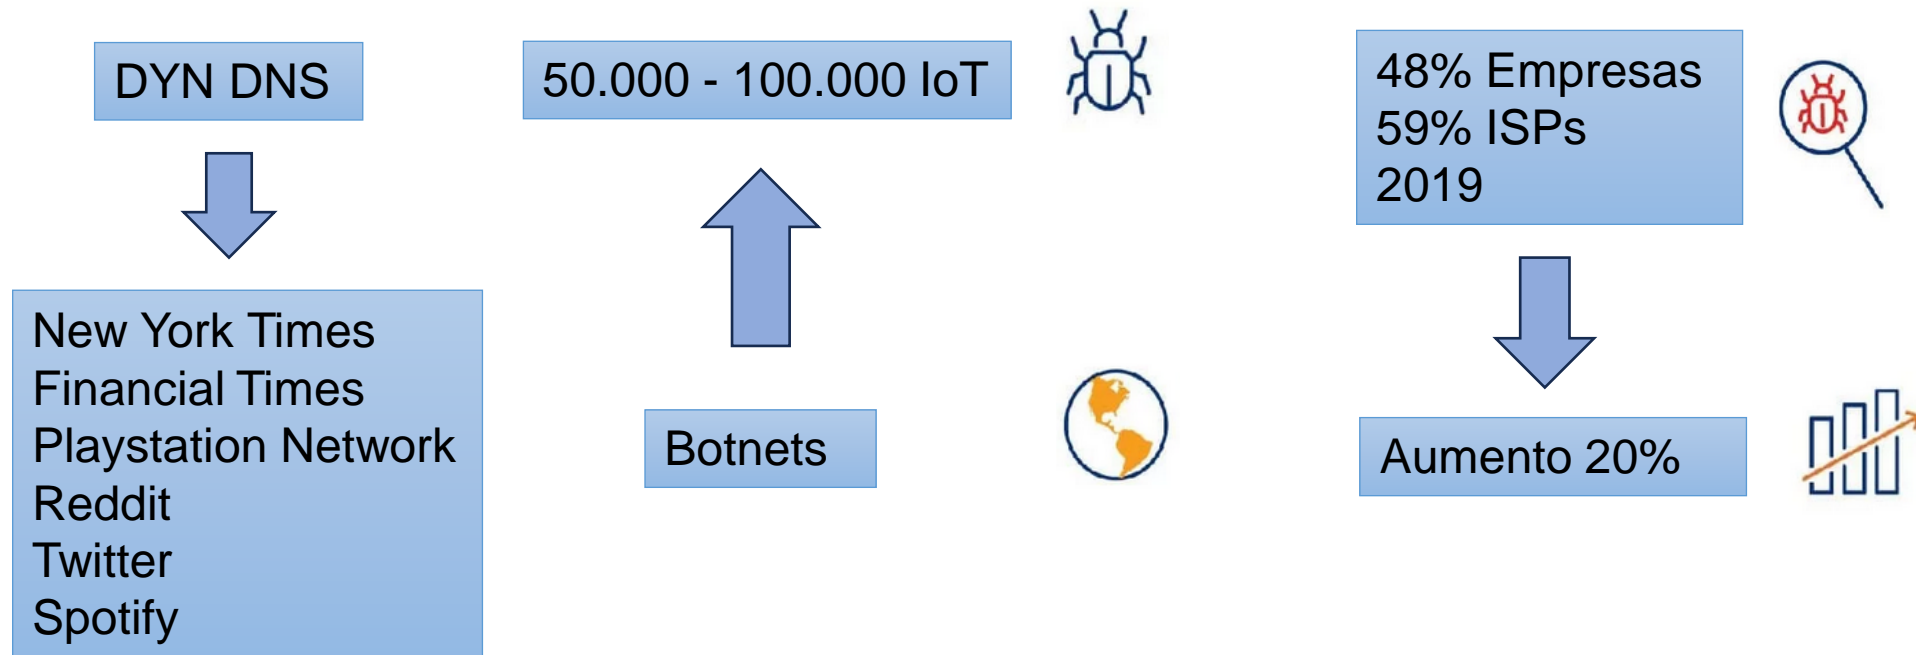 DYN DNS
New York Times
Financial Times
Playstation Network
Reddit
Twitter
Spotify
50.000 - 100.000 IoT
Botnets
48% Empresas
59% ISPs
2019
Aumento 20%